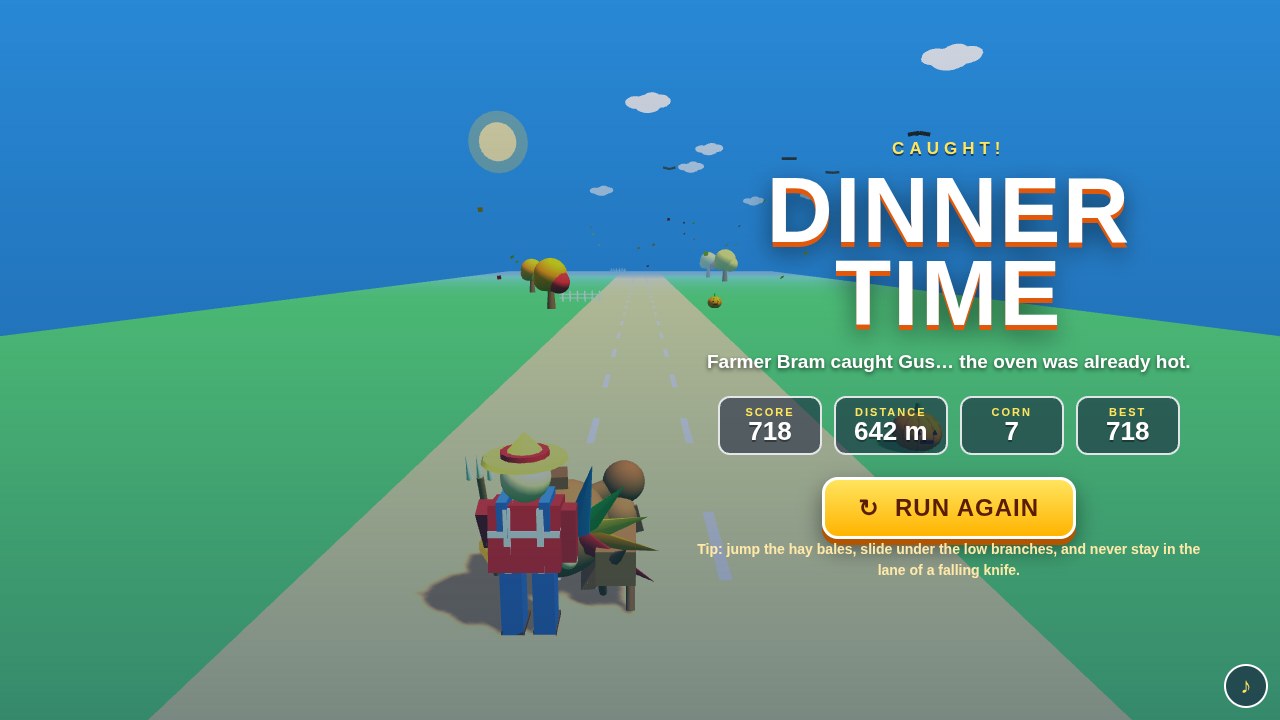 CAUGHT!
DINNER
TIME
Farmer Bram caught Gus… the oven was already hot.
SCORE
718
DISTANCE
642 m
CORN
7
BEST
718
↻ RUN AGAIN
Tip: jump the hay bales, slide under the low branches, and never stay in the
lane of a falling knife.
♪